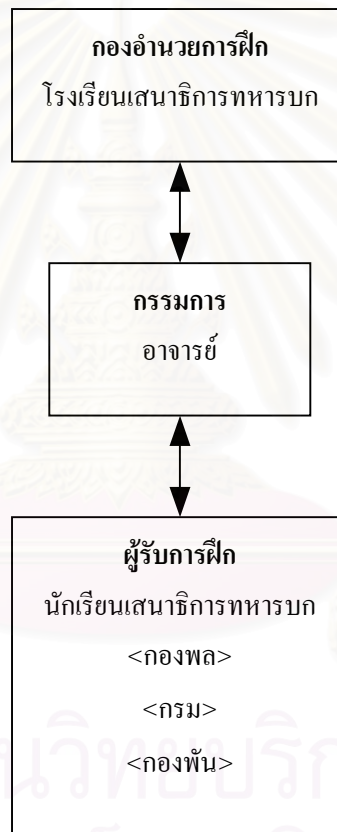 กองอำนวยการฝึก
โรงเรียนเสนาธิการทหารบก
กรรมการ
อาจารย์
ผู้รับการฝึก
นักเรียนเสนาธิการทหารบก
<กองพล>
<กรม>
<กองพัน>